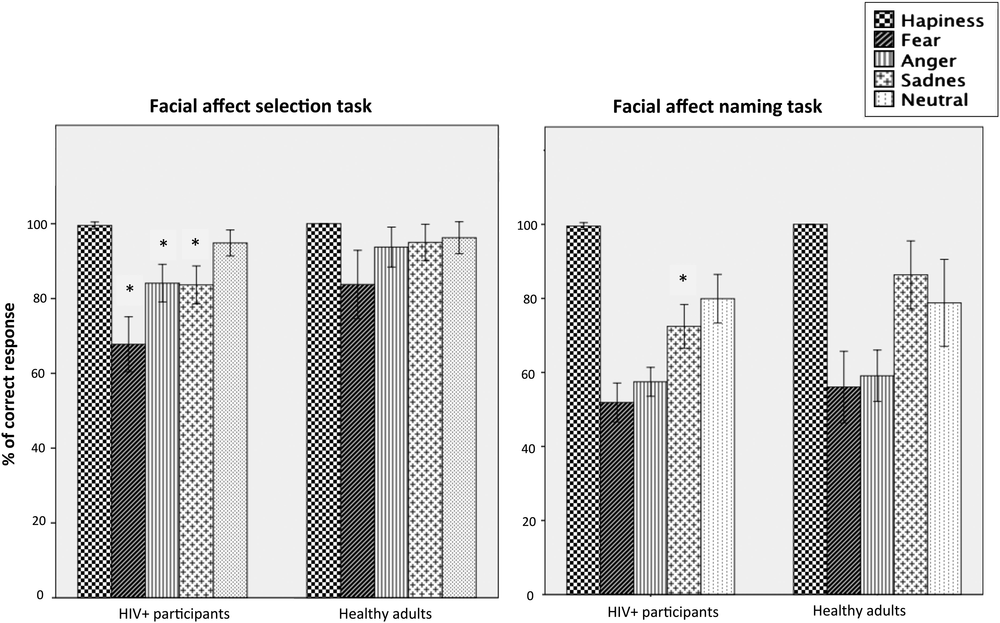 Hapiness
Fear
Anger
Sadnes
Neutral
Facial affect selection task
Facial affect naming task
% of correct response
100
80
60
40
20
0
*
*
*
HIV+ participants
Healthy adults
100
80
60
40
20
0
*
HIV+ participants
Healthy adults